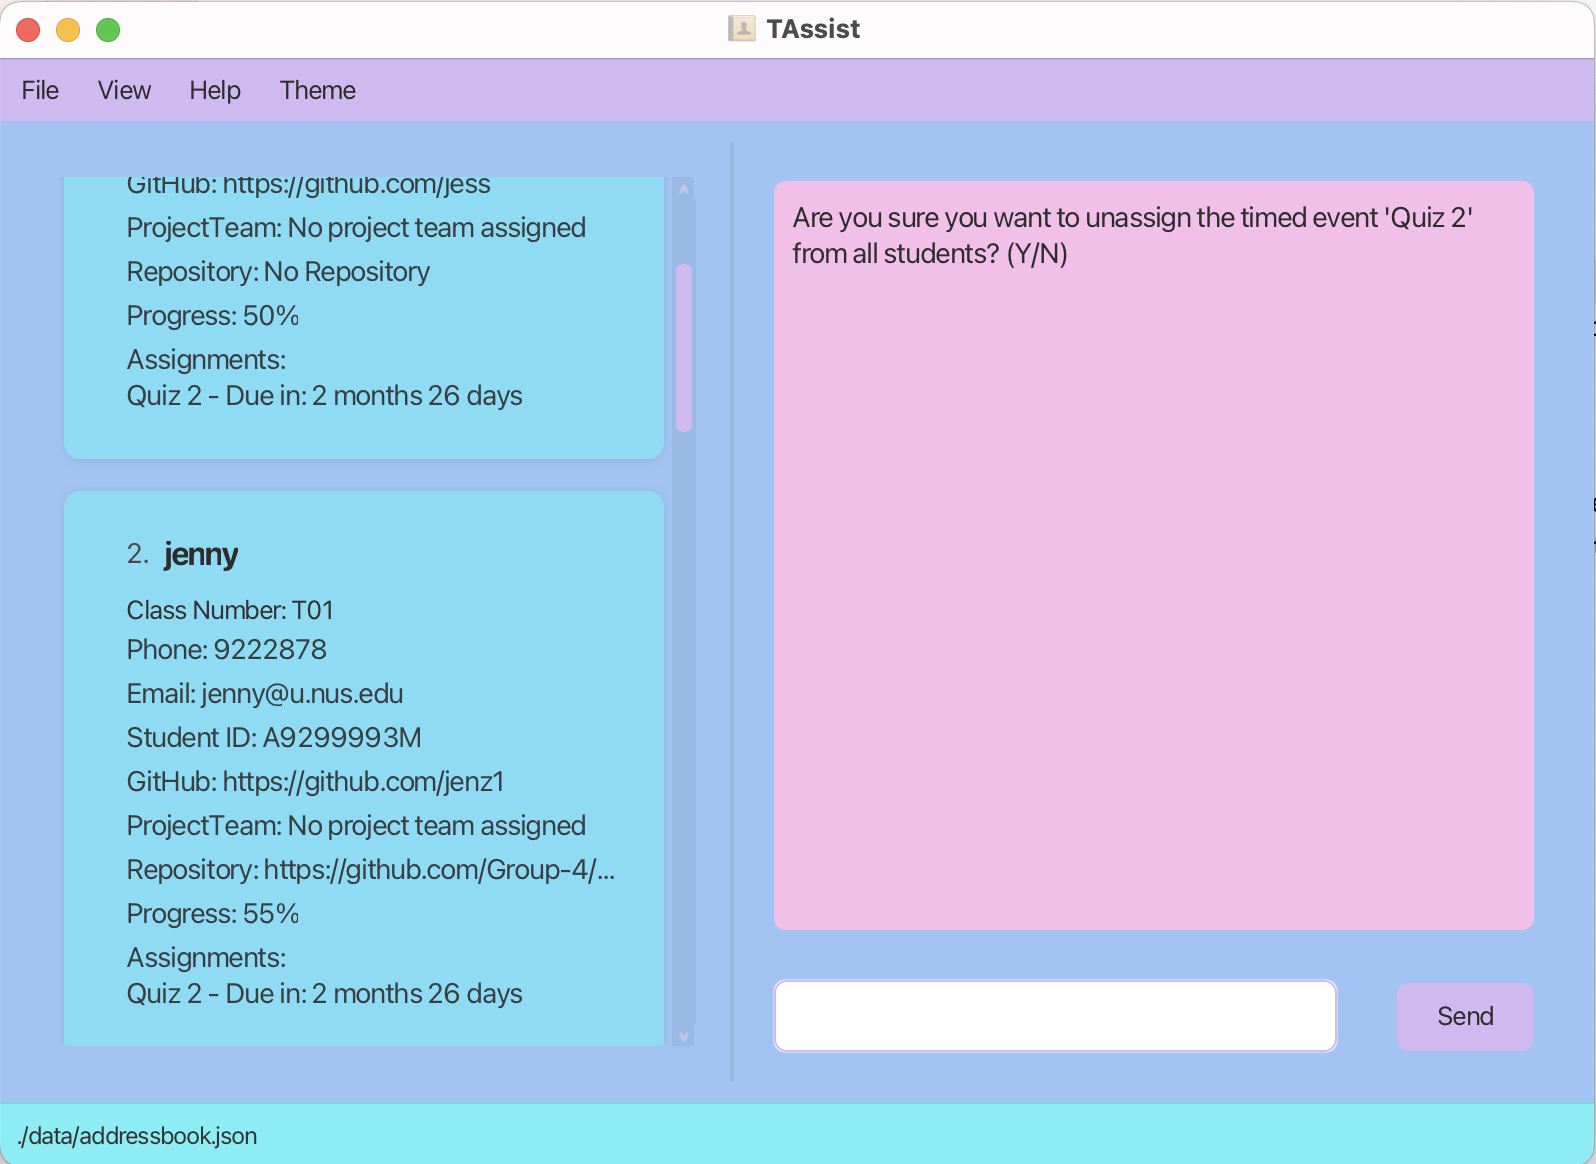 TAssist
File View Help Theme
GitHub: https://github.com/jess
ProjectTeam: No project team assigned
Repository: No Repository
Progress: 50%
Assignments:
Quiz 2 - Due in: 2 months 26 days
2. jenny
Class Number: T01
Phone: 9222878
Email: jenny@u.nus.edu
Student ID: A9299993M
GitHub: https://github.com/jenz1
ProjectTeam: No project team assigned
Repository: https://github.com/Group-4/...
Progress: 55%
Assignments:
Quiz 2 - Due in: 2 months 26 days
Are you sure you want to unassign the timed event 'Quiz 2'
from all students? (Y/N)
Send
./data/addressbook.json